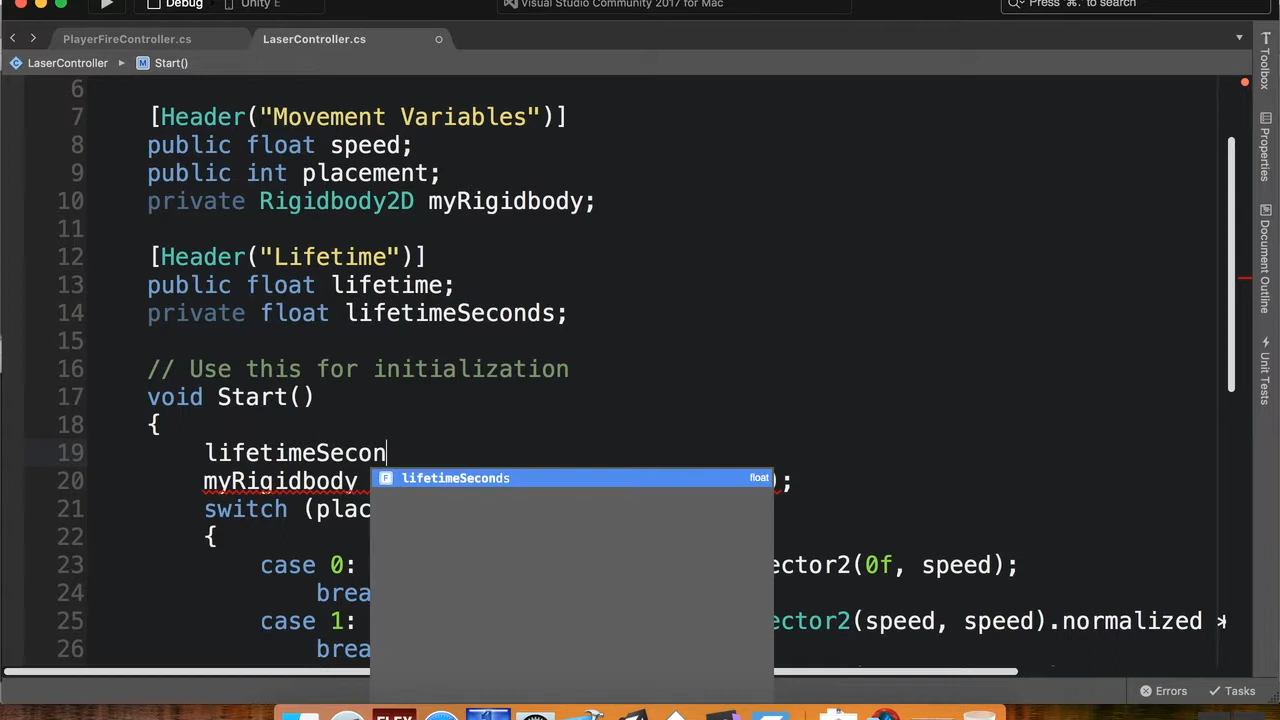 Debug
Unity E
Visual Studio Community 2017 for Mac
Press ⌘. to search
PlayerFireController.cs
LaserController.cs
LaserController ▶ M Start()
6
7 [Header("Movement Variables")]
8 public float speed;
9 public int placement;
10 private Rigidbody2D myRigidbody;
11
12 [Header("Lifetime")]
13 public float lifetime;
14 private float lifetimeSeconds;
15
16 // Use this for initialization
17 void Start()
18 {
19 lifetimeSecon
F lifetimeSeconds float
20 myRigidbody );
21 switch (plac
22 {
23 case 0: ector2(0f, speed);
24 brea
25 case 1: ector2(speed, speed).normalized *
26 brea
Toolbox
Properties
Document Outline
Unit Tests
Errors
Tasks
FLEX